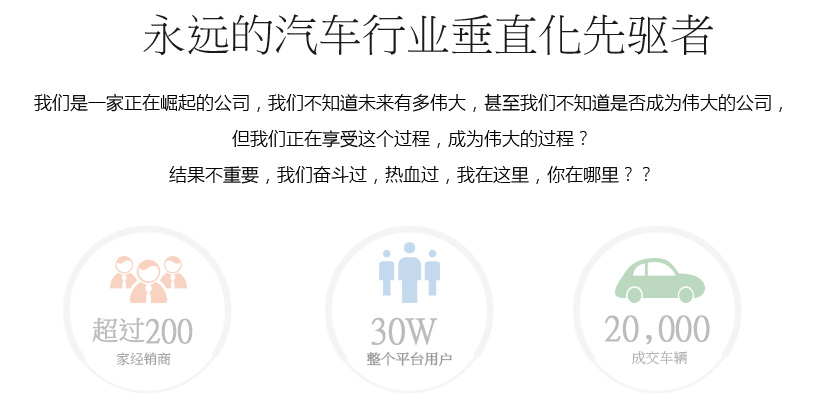 永远的汽车行业垂直化先驱者
我们是一家正在崛起的公司，我们不知道未来有多伟大，甚至我们不知道是否成为伟大的公司，
但我们正在享受这个过程，成为伟大的过程？
结果不重要，我们奋斗过，热血过，我在这里，你在哪里？？
超过200
家经销商
30W
整个平台用户
20,000
成交车辆